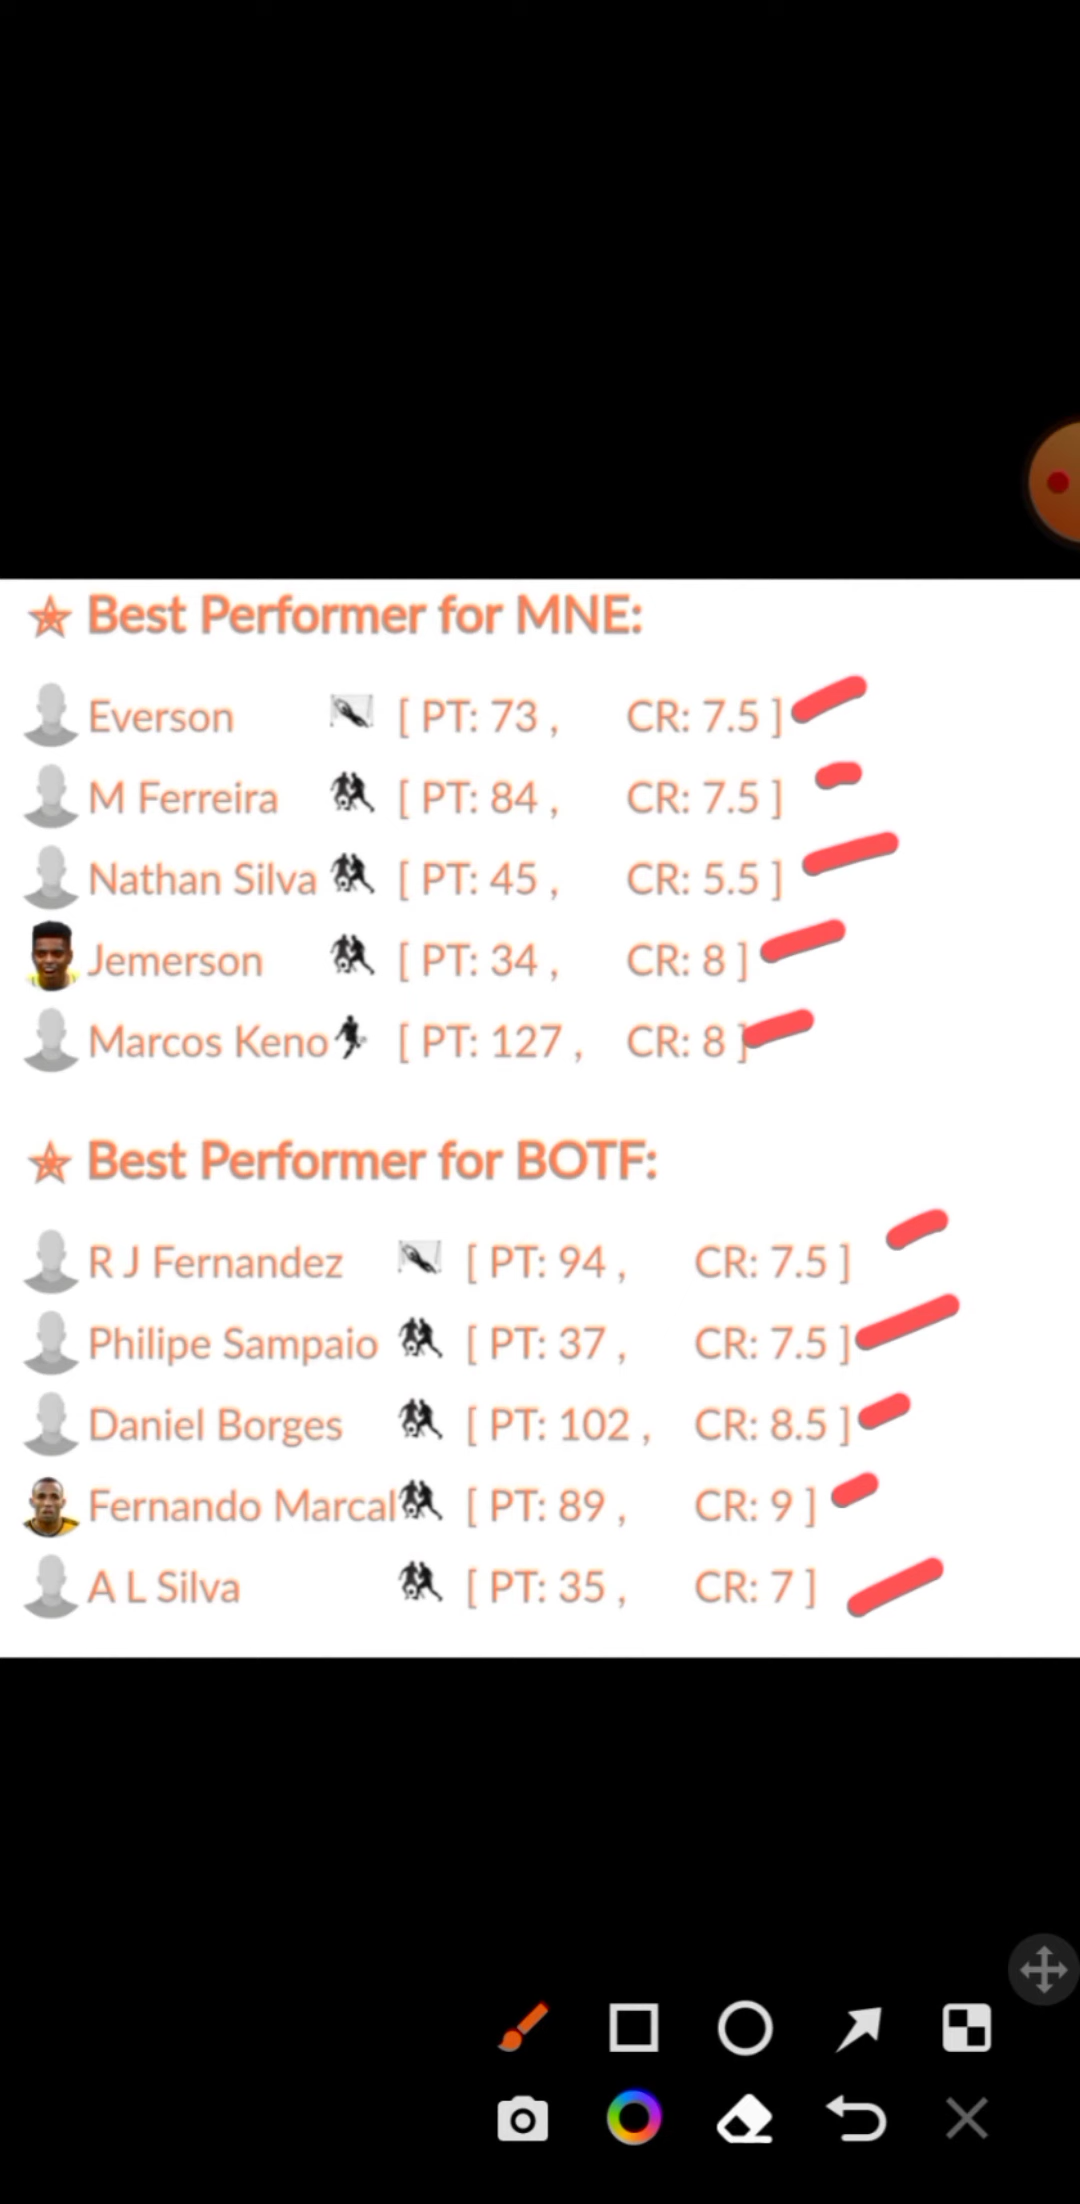 Best Performer for MNE:
Everson [ PT: 73 , CR: 7.5 ]
M Ferreira [ PT: 84 , CR: 7.5 ]
Nathan Silva [ PT: 45 , CR: 5.5 ]
Jemerson [ PT: 34 , CR: 8 ]
Marcos Keno [ PT: 127 , CR: 8 ]
Best Performer for BOTF:
R J Fernandez [ PT: 94 , CR: 7.5 ]
Philipe Sampaio [ PT: 37 , CR: 7.5 ]
Daniel Borges [ PT: 102 , CR: 8.5 ]
Fernando Marcal [ PT: 89 , CR: 9 ]
A L Silva [ PT: 35 , CR: 7 ]